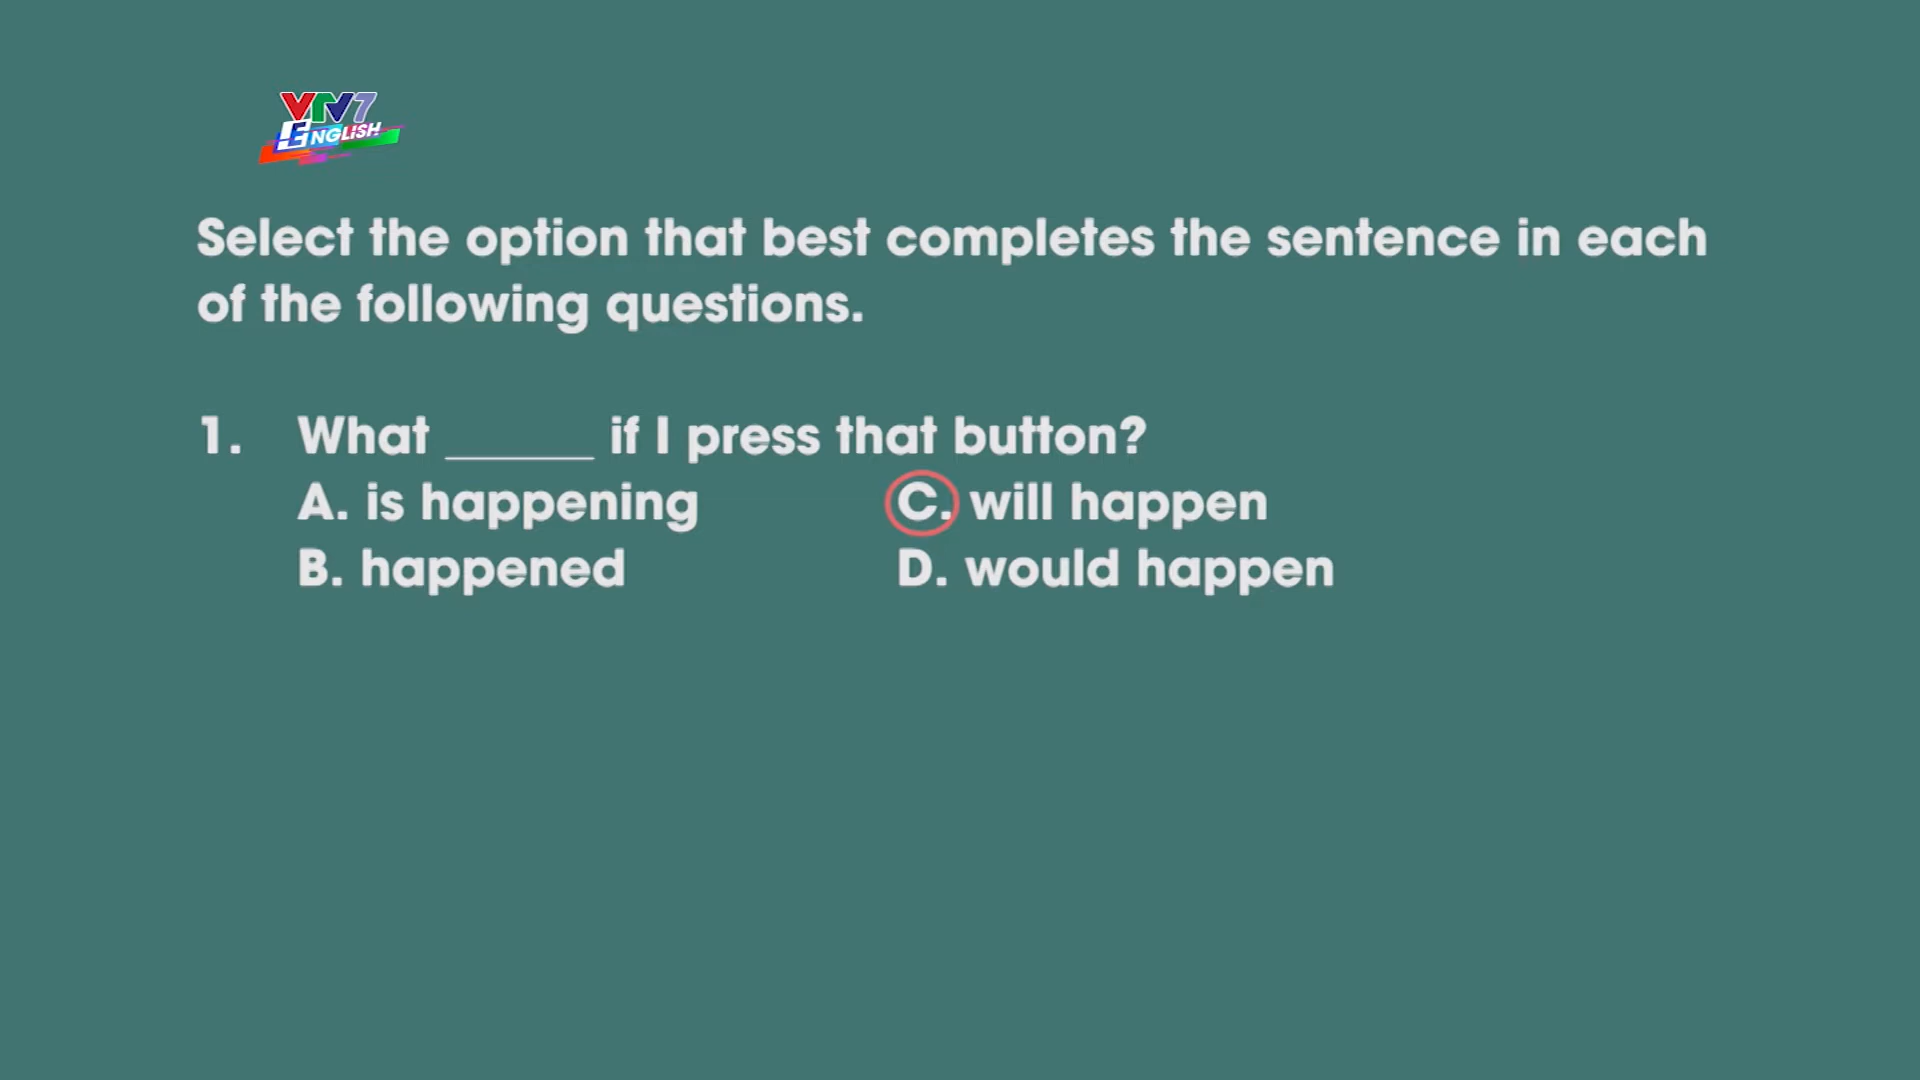 VTV7
ENGLISH
Select the option that best completes the sentence in each
of the following questions.
1. What ______ if I press that button?
A. is happening C. will happen
B. happened D. would happen